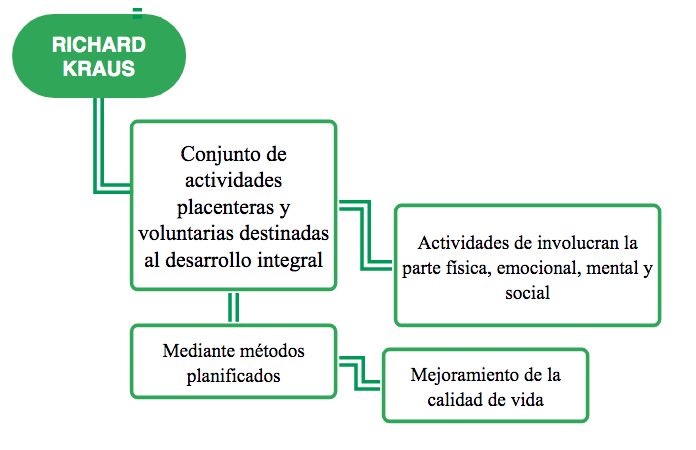 RICHARD
KRAUS
Conjunto de
actividades
placenteras y
voluntarias destinadas
al desarrollo integral
Actividades de involucran la
parte física, emocional, mental y
social
Mediante métodos
planificados
Mejoramiento de la
calidad de vida